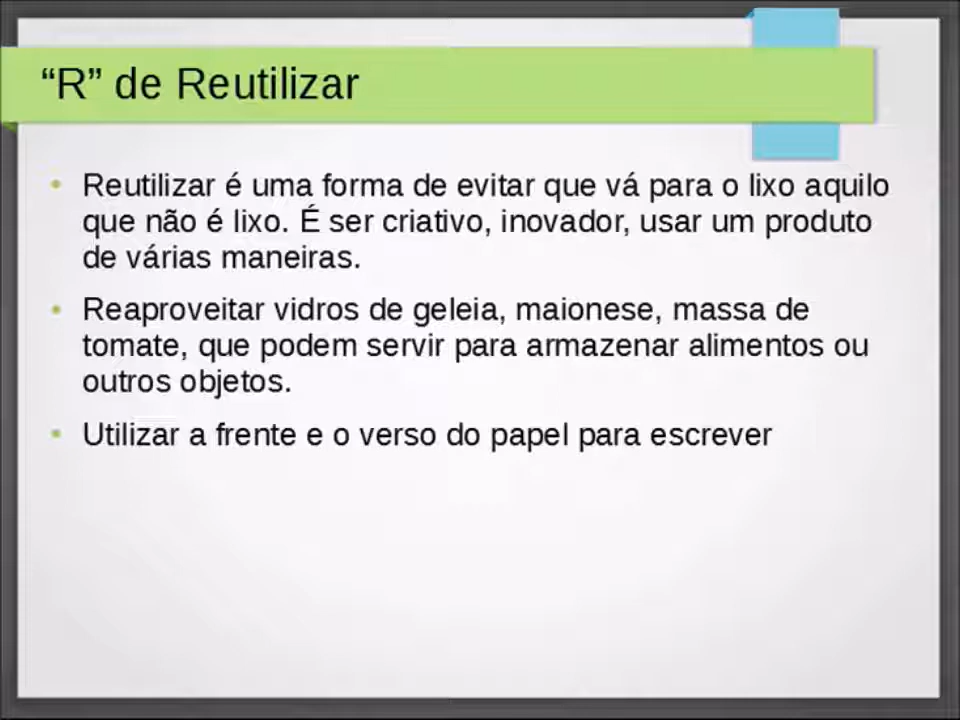 “R” de Reutilizar
• Reutilizar é uma forma de evitar que vá para o lixo aquilo
que não é lixo. É ser criativo, inovador, usar um produto
de várias maneiras.
• Reaproveitar vidros de geleia, maionese, massa de
tomate, que podem servir para armazenar alimentos ou
outros objetos.
• Utilizar a frente e o verso do papel para escrever